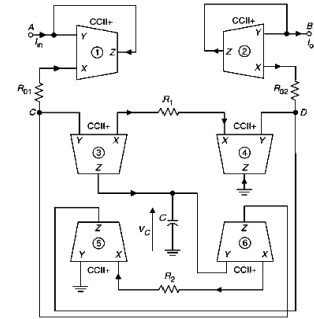 A
B
I_in
I_o
CCII+
CCII+
Y
Z
X
1
Z
Y
X
2
R_01
R_02
C
D
R_1
Y
X
CCII+
3
Z
X
Y
CCII+
4
Z
v_C
C
Z
5
Y
CCII+
X
Z
6
Y
CCII+
X
R_2